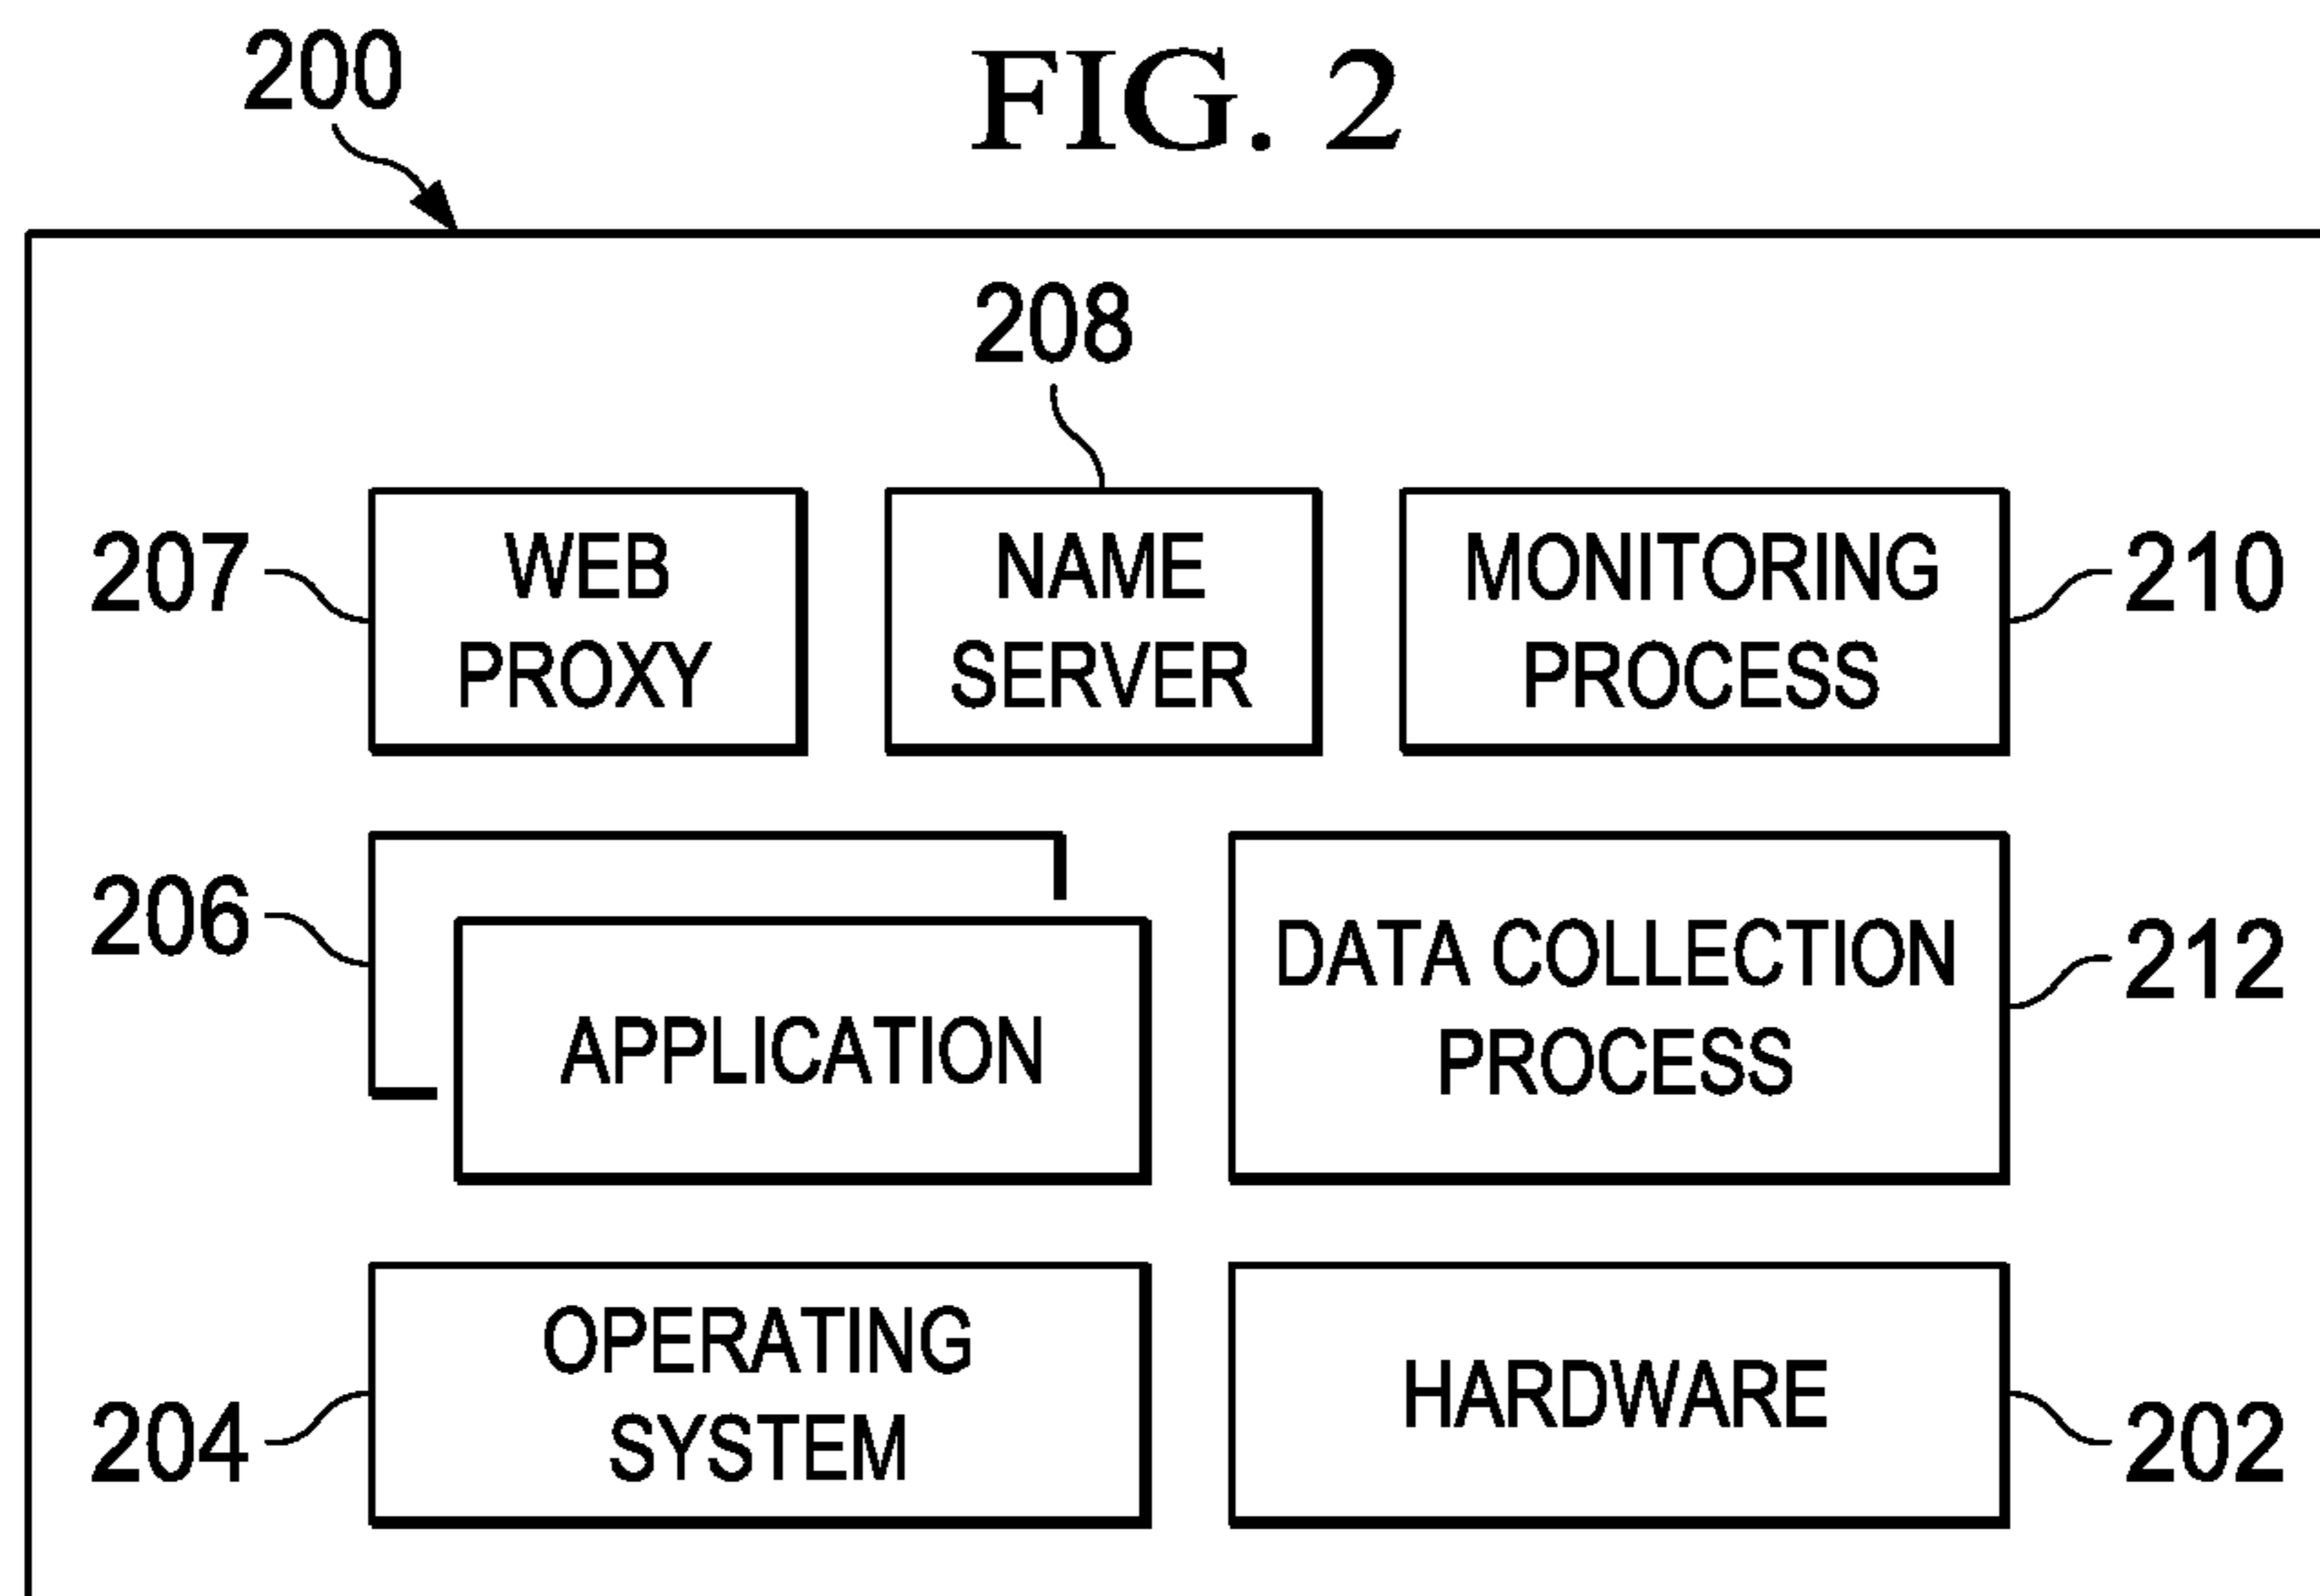 200
FIG. 2
208
207
WEB
PROXY
NAME
SERVER
MONITORING
PROCESS
210
206
APPLICATION
DATA COLLECTION
PROCESS
212
204
OPERATING
SYSTEM
HARDWARE
202